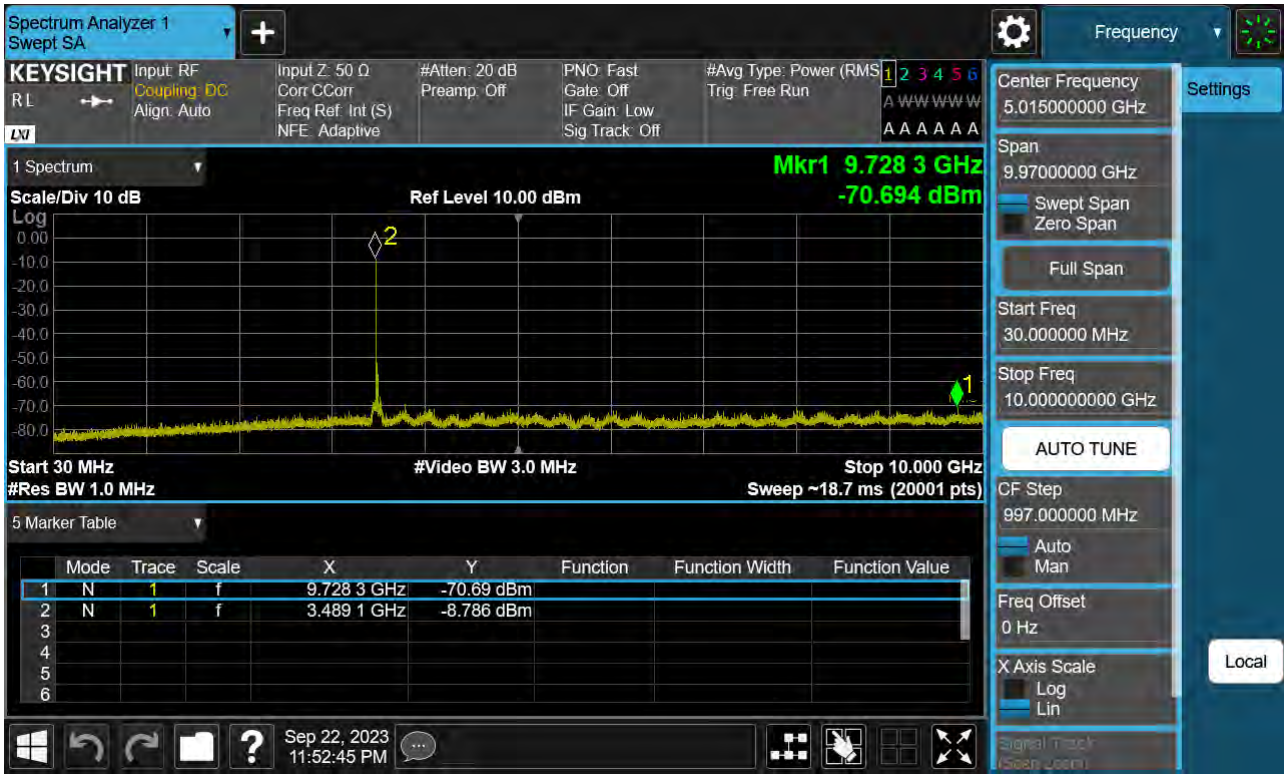 Spectrum Analyzer 1
Swept SA
+
Frequency
KEYSIGHT
RL
LXI
Input: RF
Coupling: DC
Align: Auto
Input Z: 50 Ω
Corr CCorr
Freq Ref: Int (S)
NFE: Adaptive
#Atten: 20 dB
Preamp: Off
PNO: Fast
Gate: Off
IF Gain: Low
Sig Track: Off
#Avg Type: Power (RMS
Trig: Free Run
1 2 3 4 5 6
A W W W W W
A A A A A A
1 Spectrum
Mkr1 9.728 3 GHz
-70.694 dBm
Scale/Div 10 dB
Ref Level 10.00 dBm
Log
0.00
-10.0
-20.0
-30.0
-40.0
-50.0
-60.0
-70.0
-80.0
2
1
Start 30 MHz
#Video BW 3.0 MHz
Stop 10.000 GHz
#Res BW 1.0 MHz
Sweep ~18.7 ms (20001 pts)
5 Marker Table
Mode Trace Scale X Y Function Function Width Function Value
1 N 1 f 9.728 3 GHz -70.69 dBm
2 N 1 f 3.489 1 GHz -8.786 dBm
3
4
5
6
?
Sep 22, 2023
11:52:45 PM
Center Frequency
5.015000000 GHz
Settings
Span
9.97000000 GHz
Swept Span
Zero Span
Full Span
Start Freq
30.000000 MHz
Stop Freq
10.000000000 GHz
AUTO TUNE
CF Step
997.000000 MHz
Auto
Man
Freq Offset
0 Hz
X Axis Scale
Log
Lin
Local
Signal Track
(Span Zoom)